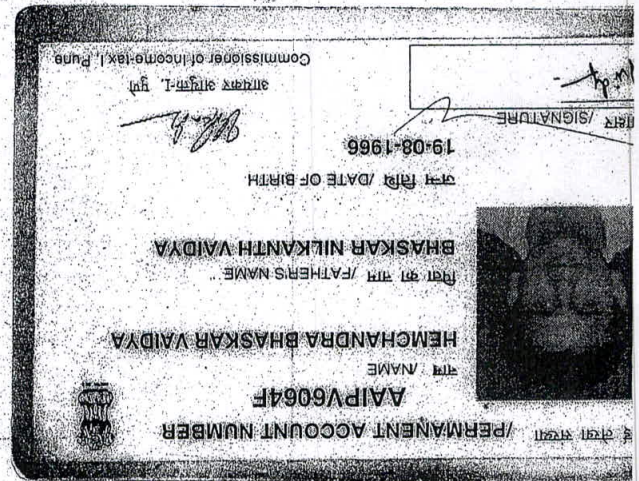 लेखा संख्या /PERMANENT ACCOUNT NUMBER
AAIPV6064F
नाम /NAME
HEMCHANDRA BHASKAR VAIDYA
पिता का नाम /FATHER'S NAME
BHASKAR NILKANTH VAIDYA
जन्म तिथि /DATE OF BIRTH
19-08-1966
/SIGNATURE
आयकर आयुक्त-I, पुणे
Commissioner of Income-tax, I, Pune